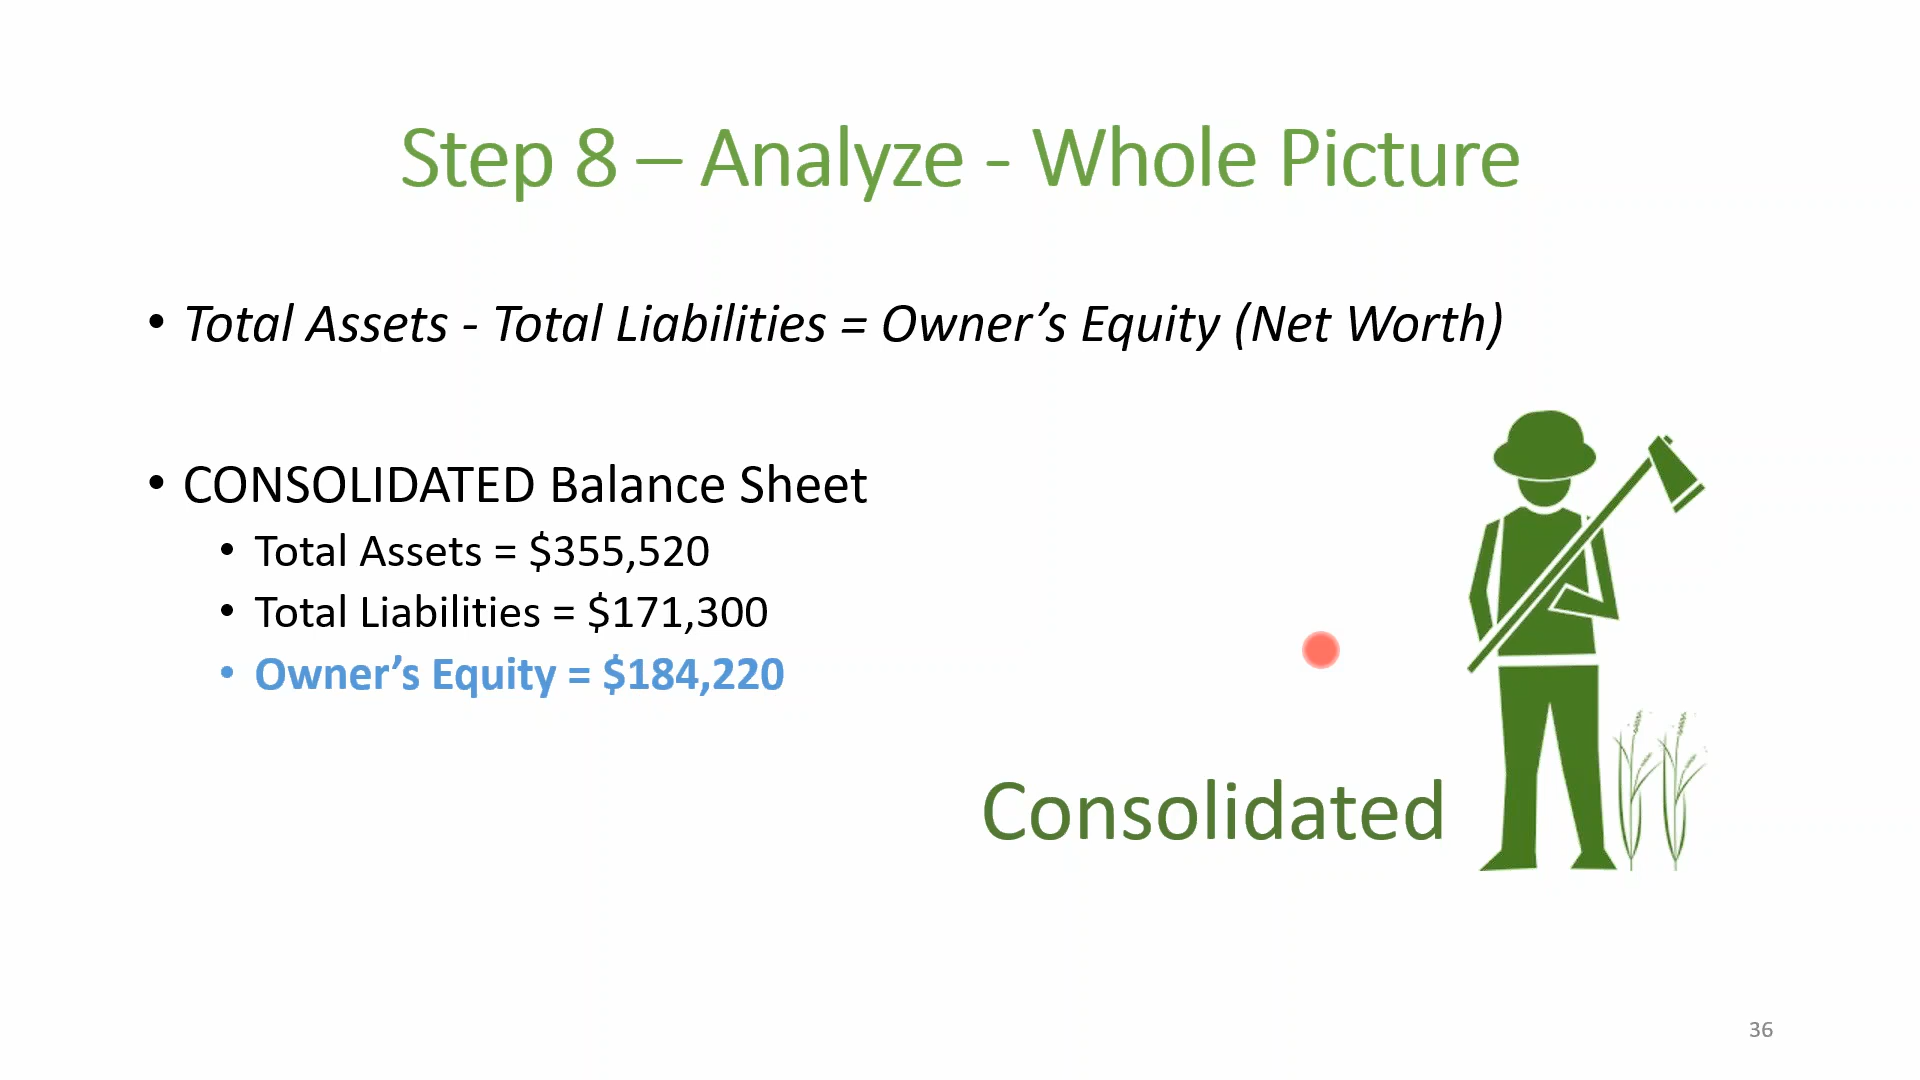 Step 8 – Analyze - Whole Picture
• Total Assets - Total Liabilities = Owner’s Equity (Net Worth)
• CONSOLIDATED Balance Sheet
• Total Assets = $355,520
• Total Liabilities = $171,300
• Owner’s Equity = $184,220
Consolidated
36